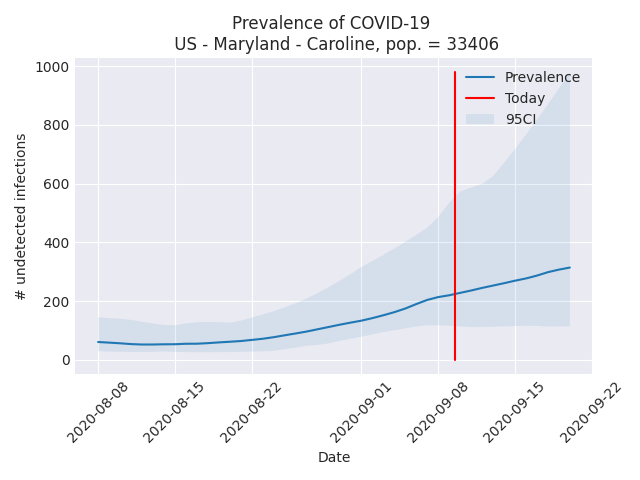 Prevalence of COVID-19
US - Maryland - Caroline, pop. = 33406
1000
800
600
400
200
0
# undetected infections
Prevalence
Today
95CI
2020-08-08
2020-08-15
2020-08-22
2020-09-01
2020-09-08
2020-09-15
2020-09-22
Date